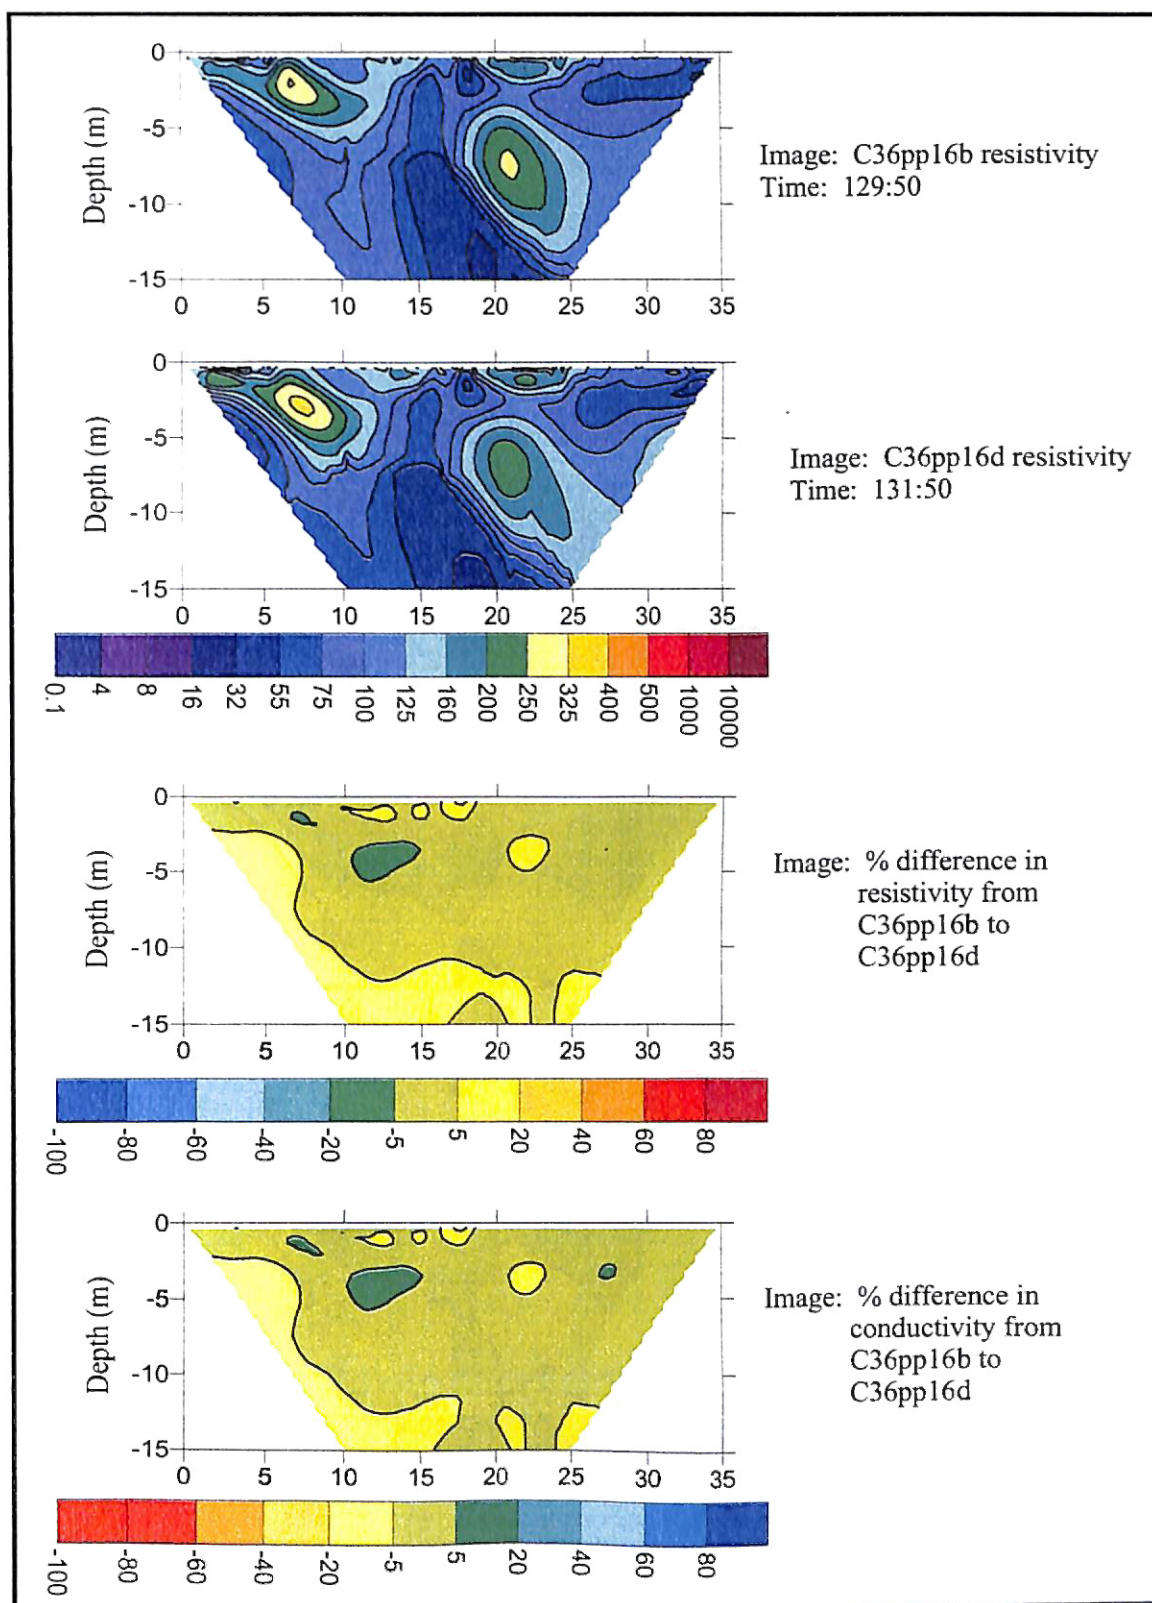 0
-5
-10
-15
Depth (m)
0 5 10 15 20 25 30 35
Image: C36pp16b resistivity
Time: 129:50
0
-5
-10
-15
Depth (m)
0 5 10 15 20 25 30 35
Image: C36pp16d resistivity
Time: 131:50
0.1 4 8 16 32 55 75 100 125 160 200 250 325 400 500 1000 10000
0
-5
-10
-15
Depth (m)
0 5 10 15 20 25 30 35
Image: % difference in
resistivity from
C36pp16b to
C36pp16d
-100 -80 -60 -40 -20 -5 5 20 40 60 80
0
-5
-10
-15
Depth (m)
0 5 10 15 20 25 30 35
Image: % difference in
conductivity from
C36pp16b to
C36pp16d
-100 -80 -60 -40 -20 -5 5 20 40 60 80